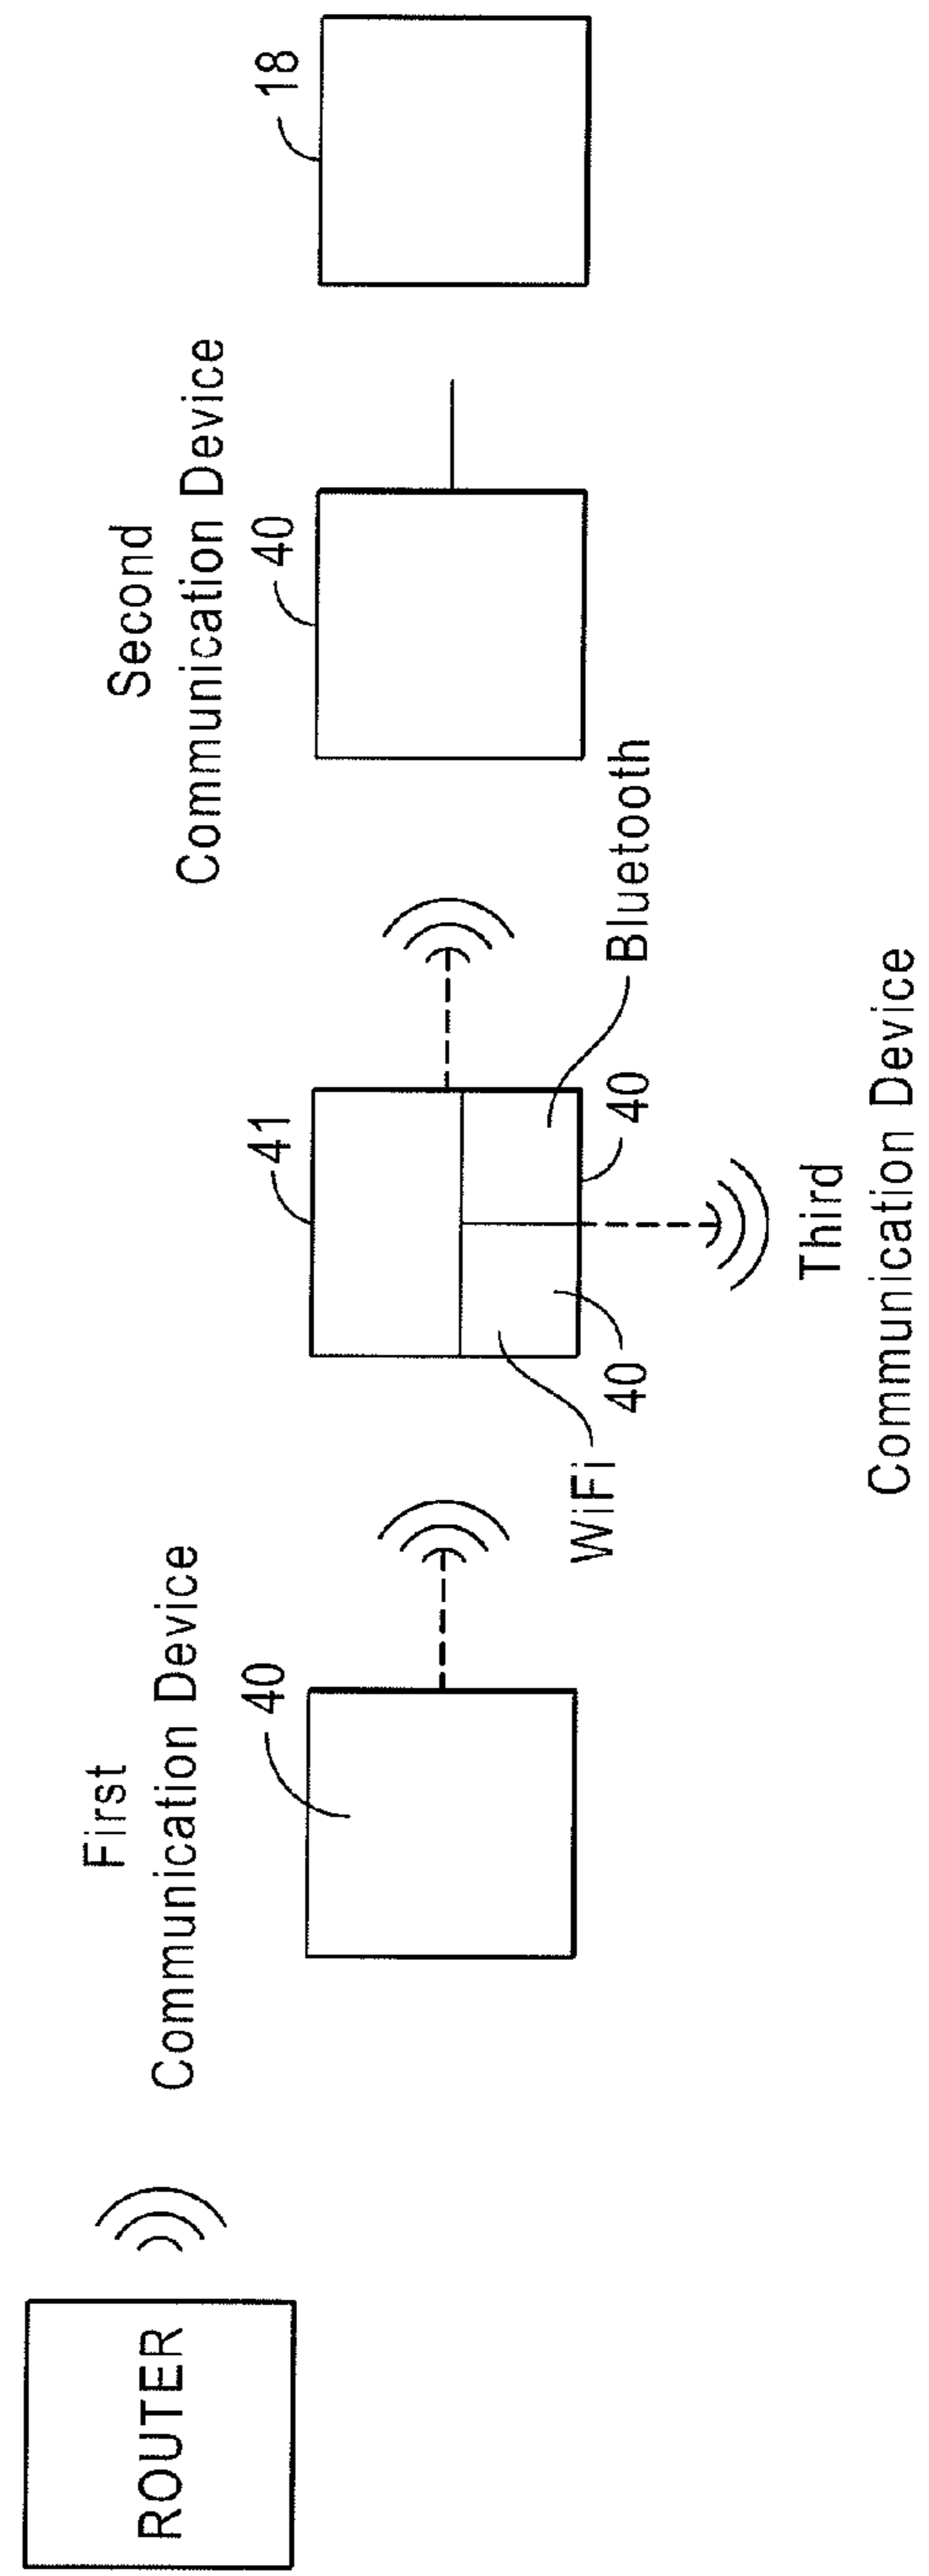 ROUTER
First
Communication Device
40
WiFi
40
41
40
Bluetooth
Third
Communication Device
Second
Communication Device
40
18